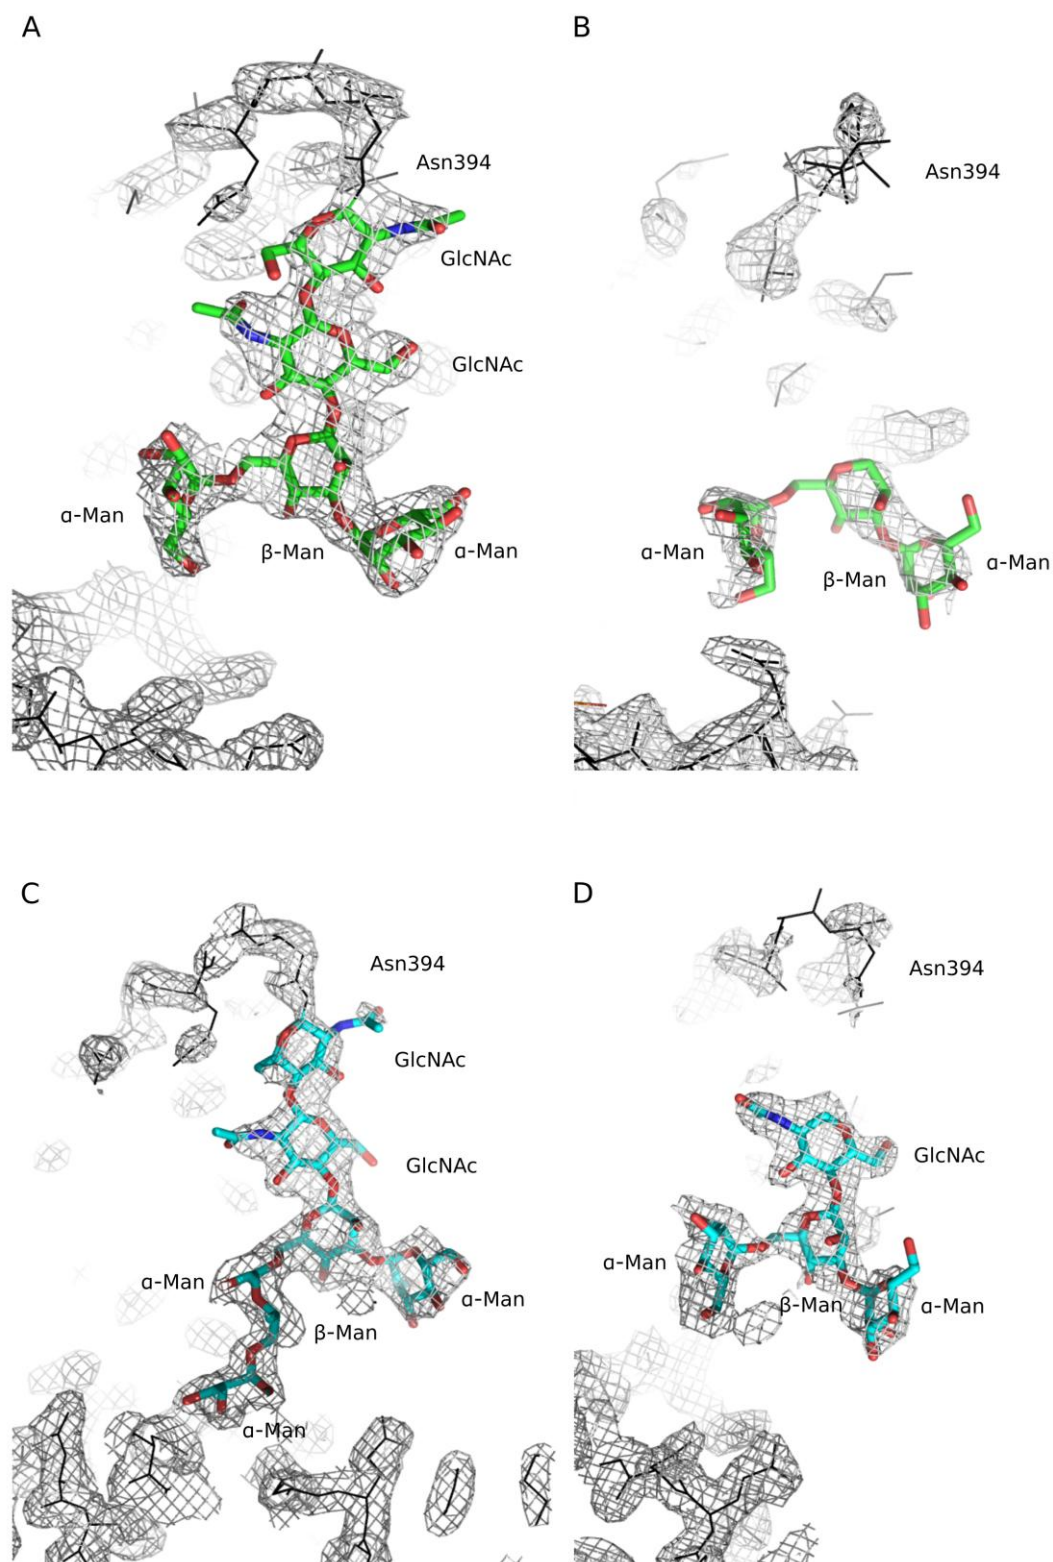 A
Asn394
GlcNAc
GlcNAc
ɑ-Man
β-Man
ɑ-Man
B
Asn394
ɑ-Man
β-Man
ɑ-Man
C
Asn394
GlcNAc
GlcNAc
ɑ-Man
ɑ-Man
β-Man
ɑ-Man
D
Asn394
GlcNAc
ɑ-Man
β-Man
ɑ-Man